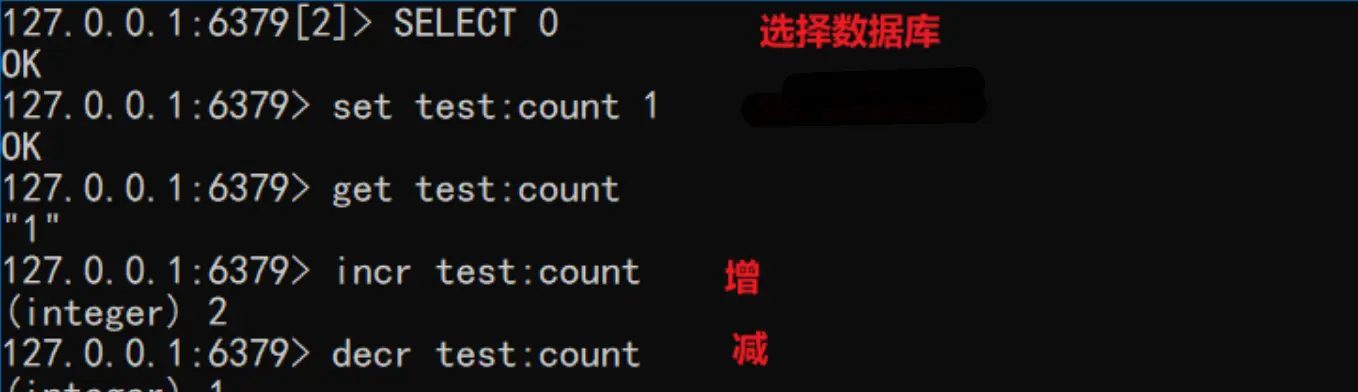 127.0.0.1:6379[2]> SELECT 0 选择数据库
OK
127.0.0.1:6379> set test:count 1
OK
127.0.0.1:6379> get test:count
"1"
127.0.0.1:6379> incr test:count 增
(integer) 2
127.0.0.1:6379> decr test:count 减
(integer) 1